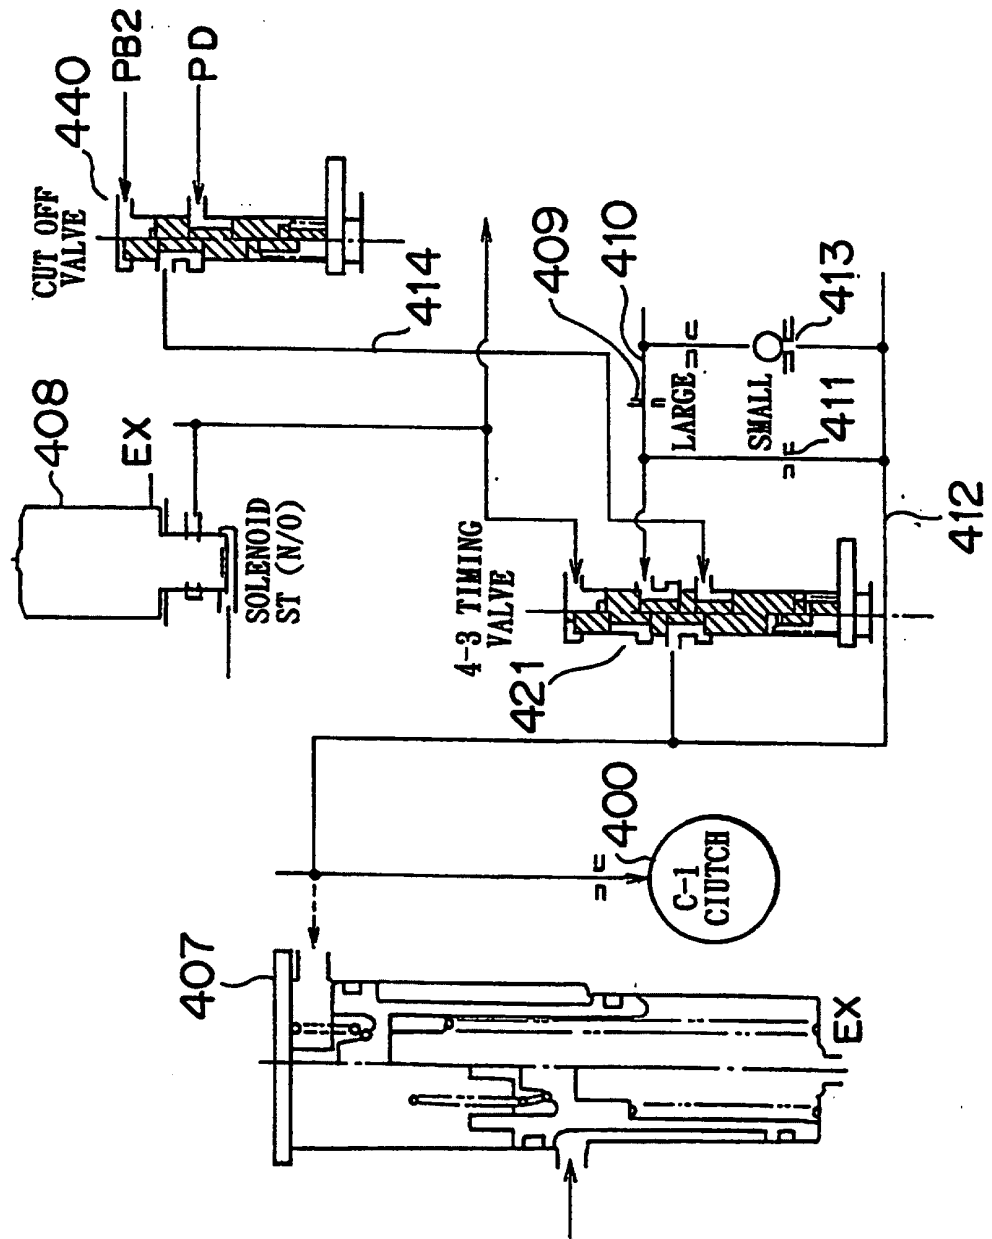 PB2
PD
440
CUT OFF
VALVE
414
408
EX
SOLENOID
ST (N/O)
409
410
413
LARGE
SMALL
411
412
4-3 TIMING
VALVE
421
400
C-1
CIUTCH
407
EX